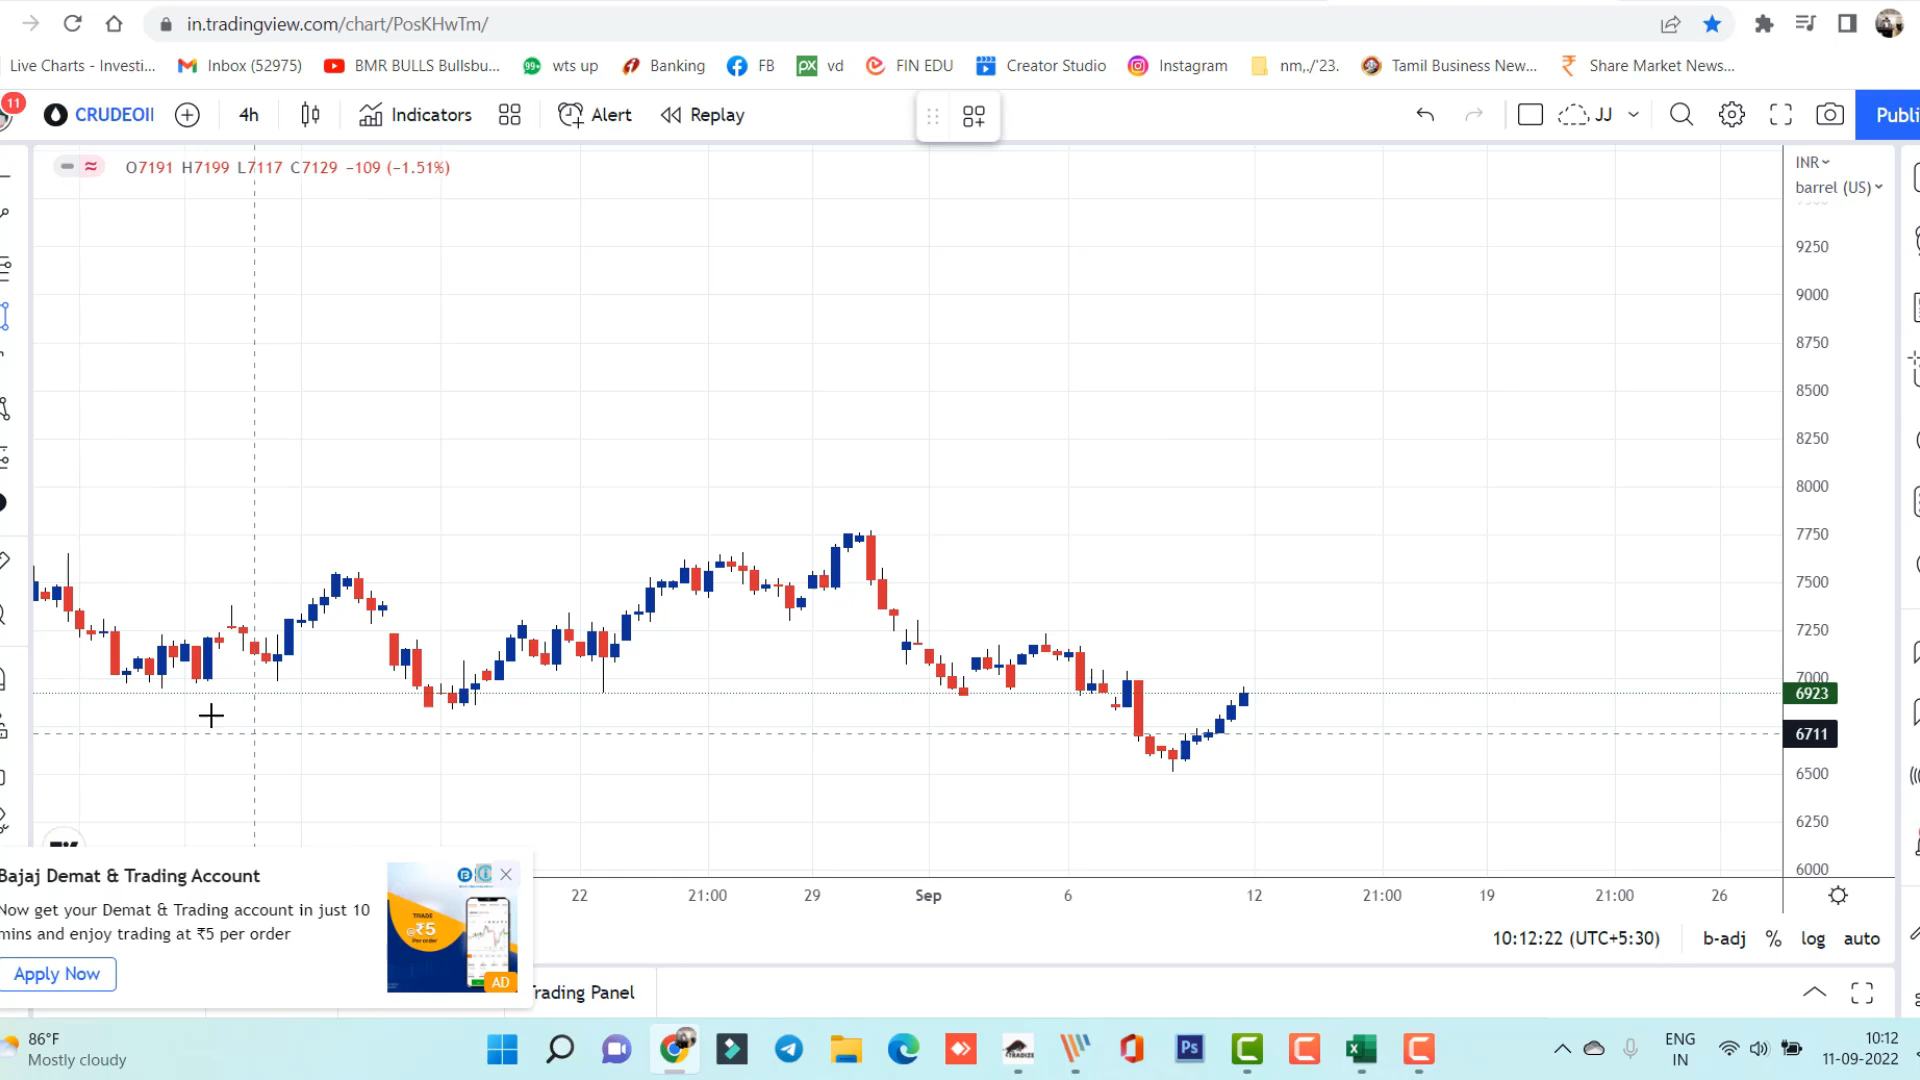 in.tradingview.com/chart/PosKHwTm/
Live Charts - Investi...
Inbox (52975)
BMR BULLS Bullsbu...
99+
wts up
Banking
FB
vd
FIN EDU
Creator Studio
Instagram
nm,./'23.
Tamil Business New...
Share Market News...
11
CRUDEOIl
4h
Indicators
Alert
Replay
JJ
Publi
O7191 H7199 L7117 C7129 −109 (−1.51%)
INR
barrel (US)
9250
9000
8750
8500
8250
8000
7750
7500
7250
7000
6923
6711
6500
6250
6000
22
21:00
29
Sep
6
12
21:00
19
21:00
26
Bajaj Demat & Trading Account
Now get your Demat & Trading account in just 10
mins and enjoy trading at ₹5 per order
Apply Now
TRADE
@₹5
Per order
AD
10:12:22 (UTC+5:30)
b-adj
%
log
auto
Trading Panel
86°F
Mostly cloudy
Ps
ENG
IN
10:12
11-09-2022